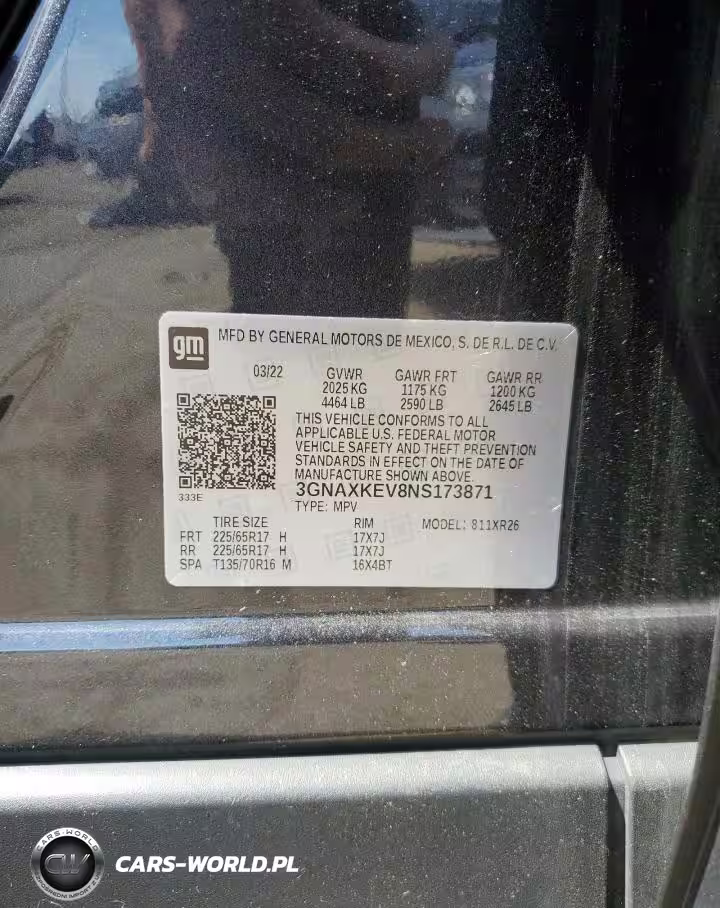 gm MFD BY GENERAL MOTORS DE MEXICO, S. DE R.L. DE C.V.
03/22 GVWR GAWR FRT GAWR RR
2025 KG 1175 KG 1200 KG
4464 LB 2590 LB 2645 LB
THIS VEHICLE CONFORMS TO ALL
APPLICABLE U.S. FEDERAL MOTOR
VEHICLE SAFETY AND THEFT PREVENTION
STANDARDS IN EFFECT ON THE DATE OF
MANUFACTURE SHOWN ABOVE.
333E 3GNAXKEV8NS173871
TYPE: MPV
TIRE SIZE RIM MODEL: 811XR26
FRT 225/65R17 H 17X7J
RR 225/65R17 H 17X7J
SPA T135/70R16 M 16X4BT
CARS-WORLD
CW
CARS-WORLD.PL